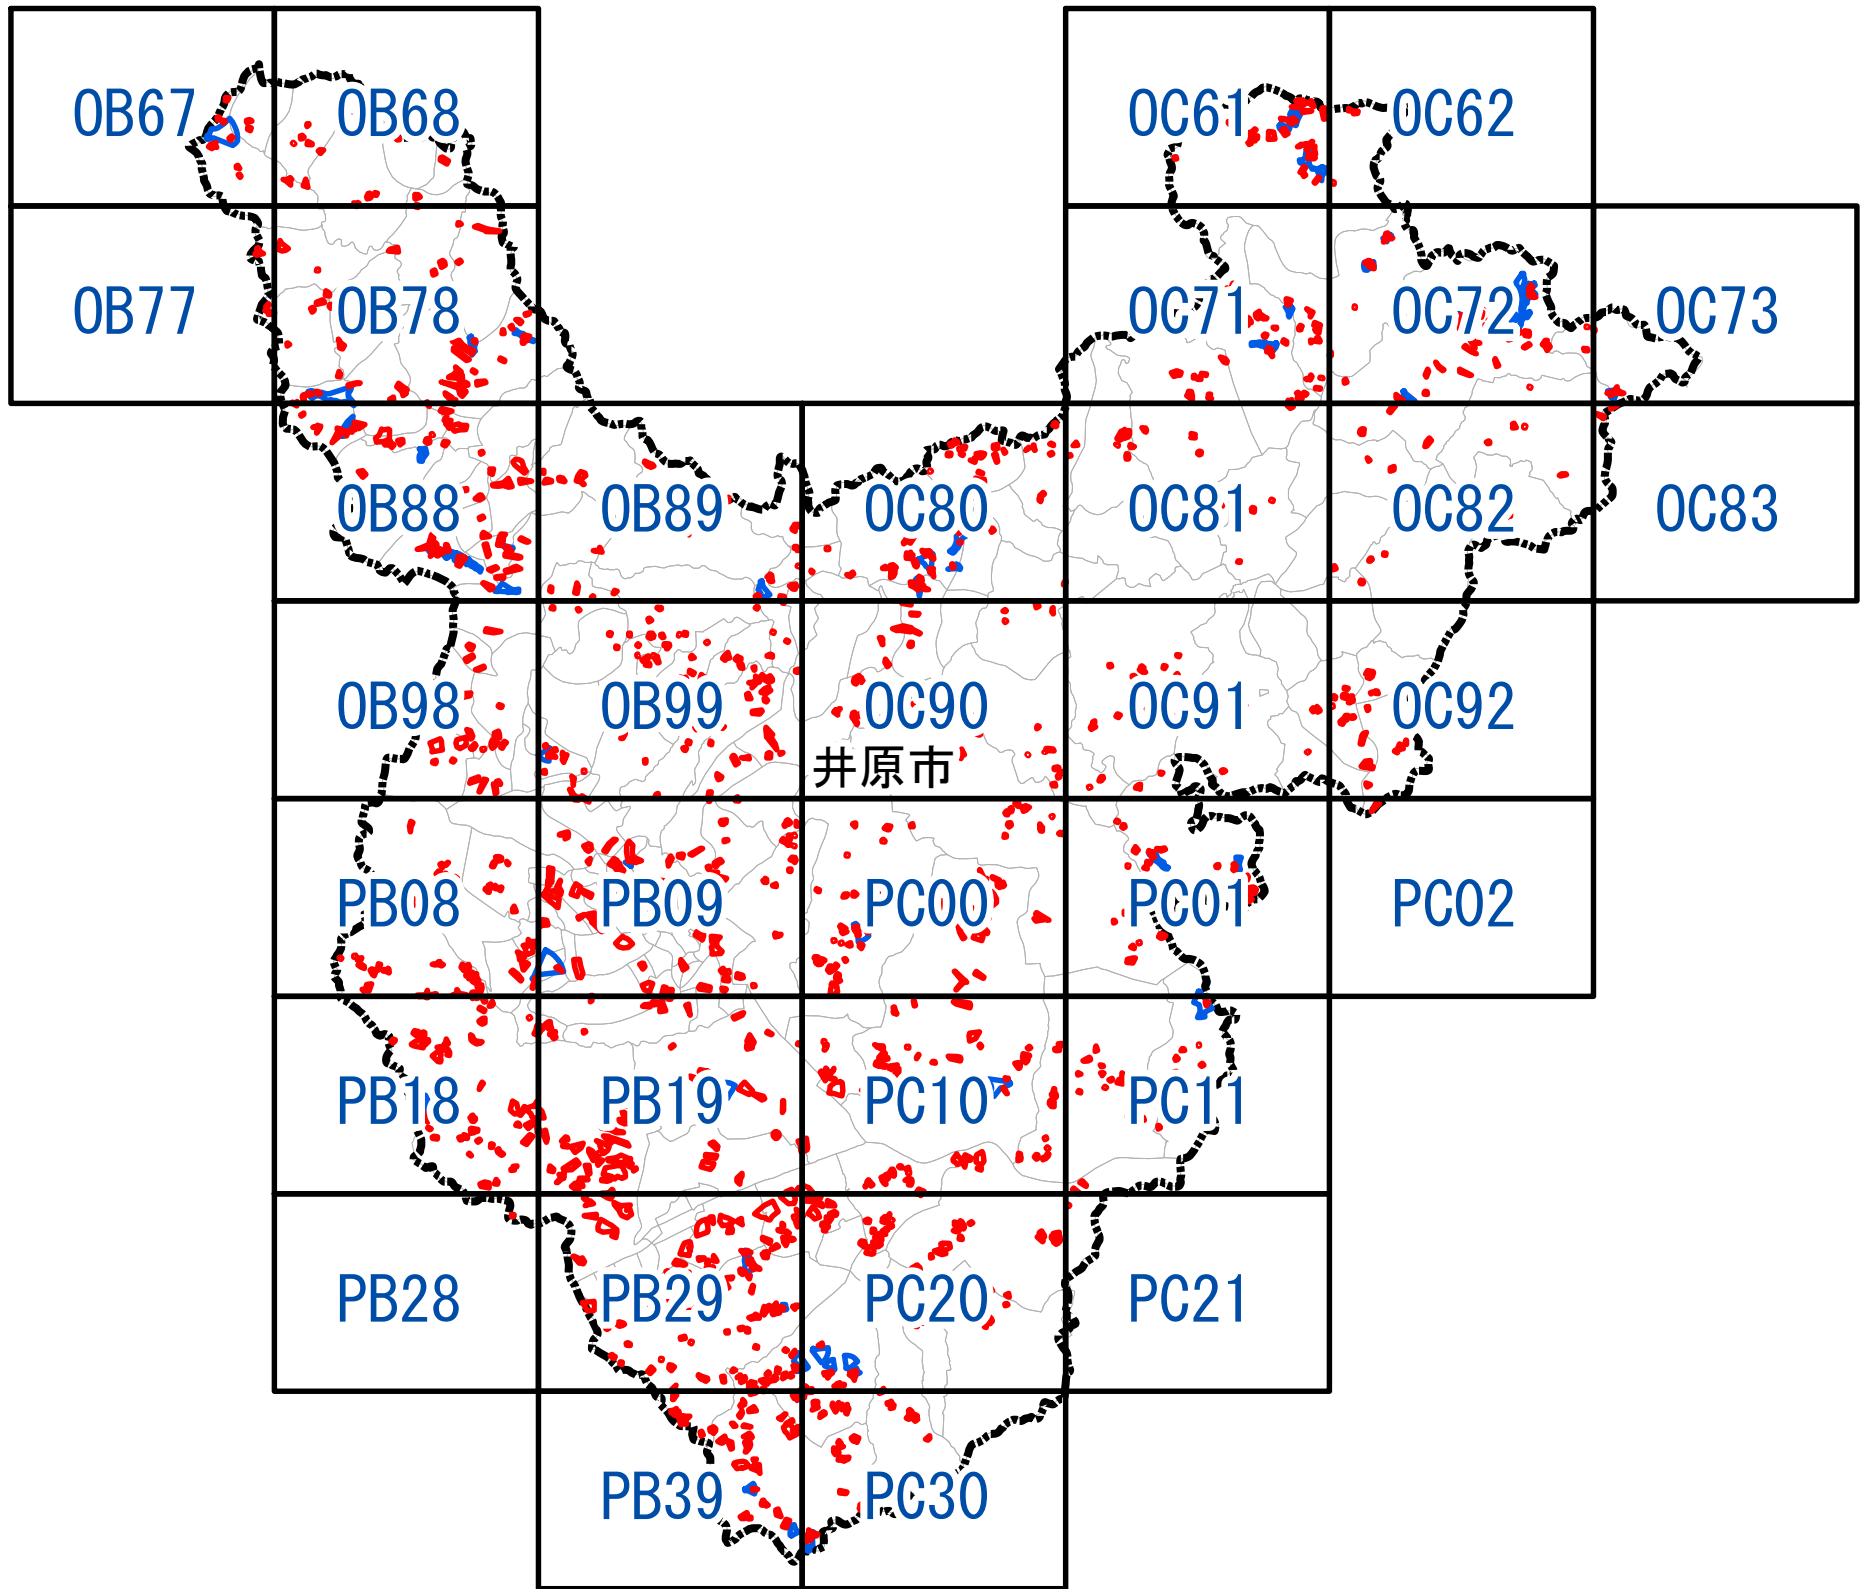 OB67 OB68 OC61 OC62
OB77 OB78 OC71 OC72 OC73
OB88 OB89 OC80 OC81 OC82 OC83
OB98 OB99 OC90 OC91 OC92
井原市
PB08 PB09 PC00 PC01 PC02
PB18 PB19 PC10 PC11
PB28 PB29 PC20 PC21
PB39 PC30